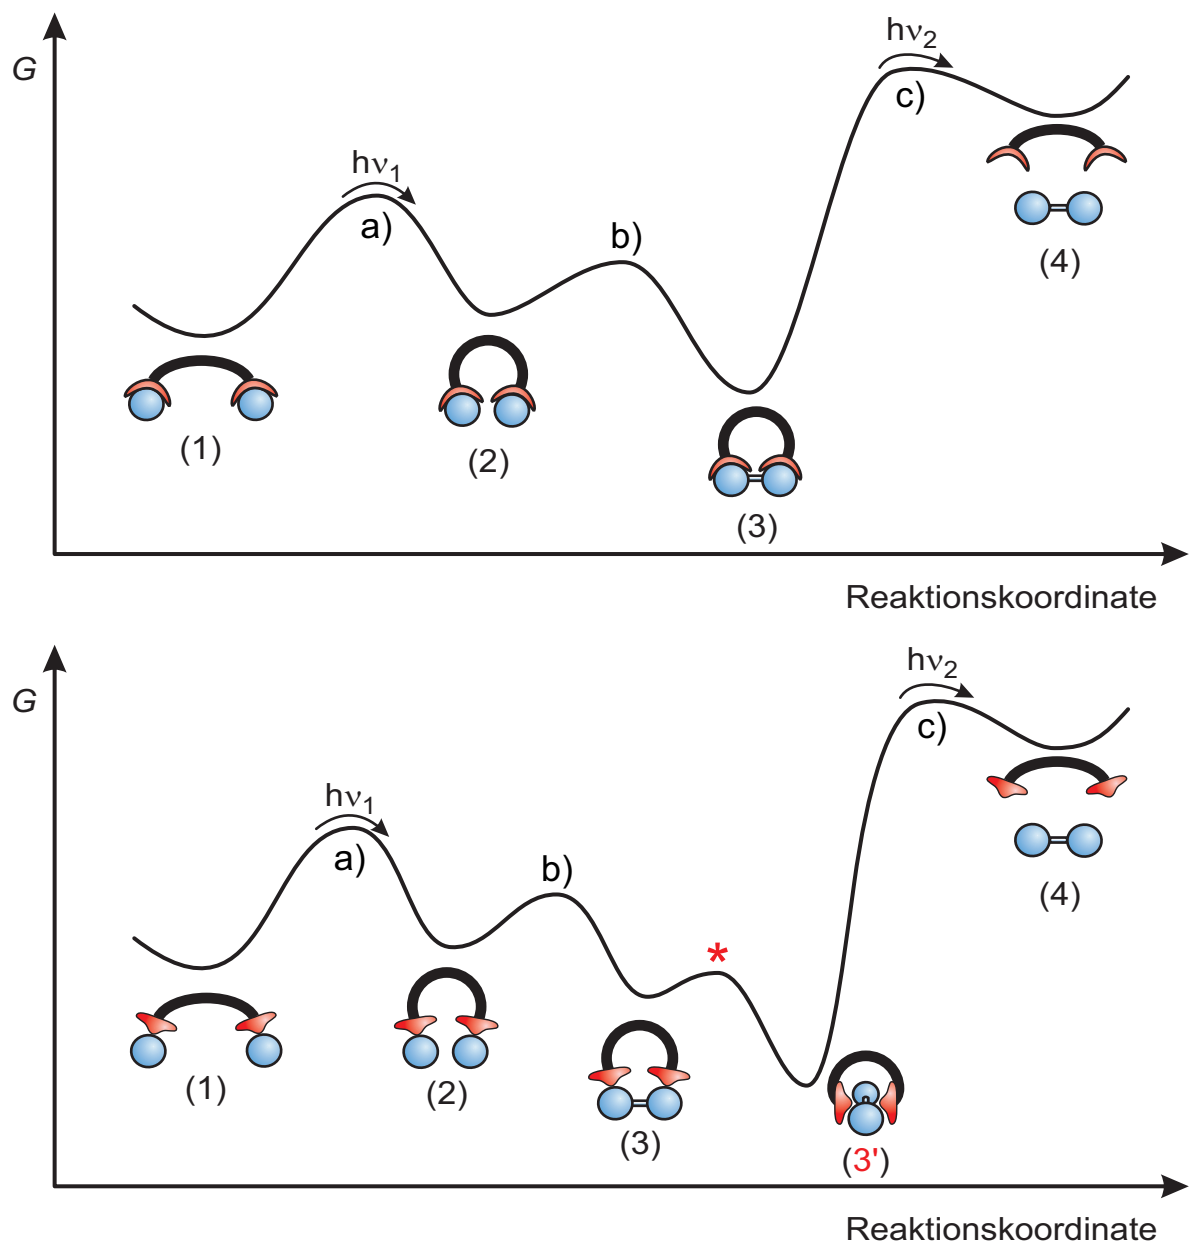 hν₂
G
c)
hν₁
a)
b)
(4)
(1)
(2)
(3)
Reaktionskoordinate
hν₂
G
c)
hν₁
a)
b)
*
(4)
(1)
(2)
(3)
(3')
Reaktionskoordinate